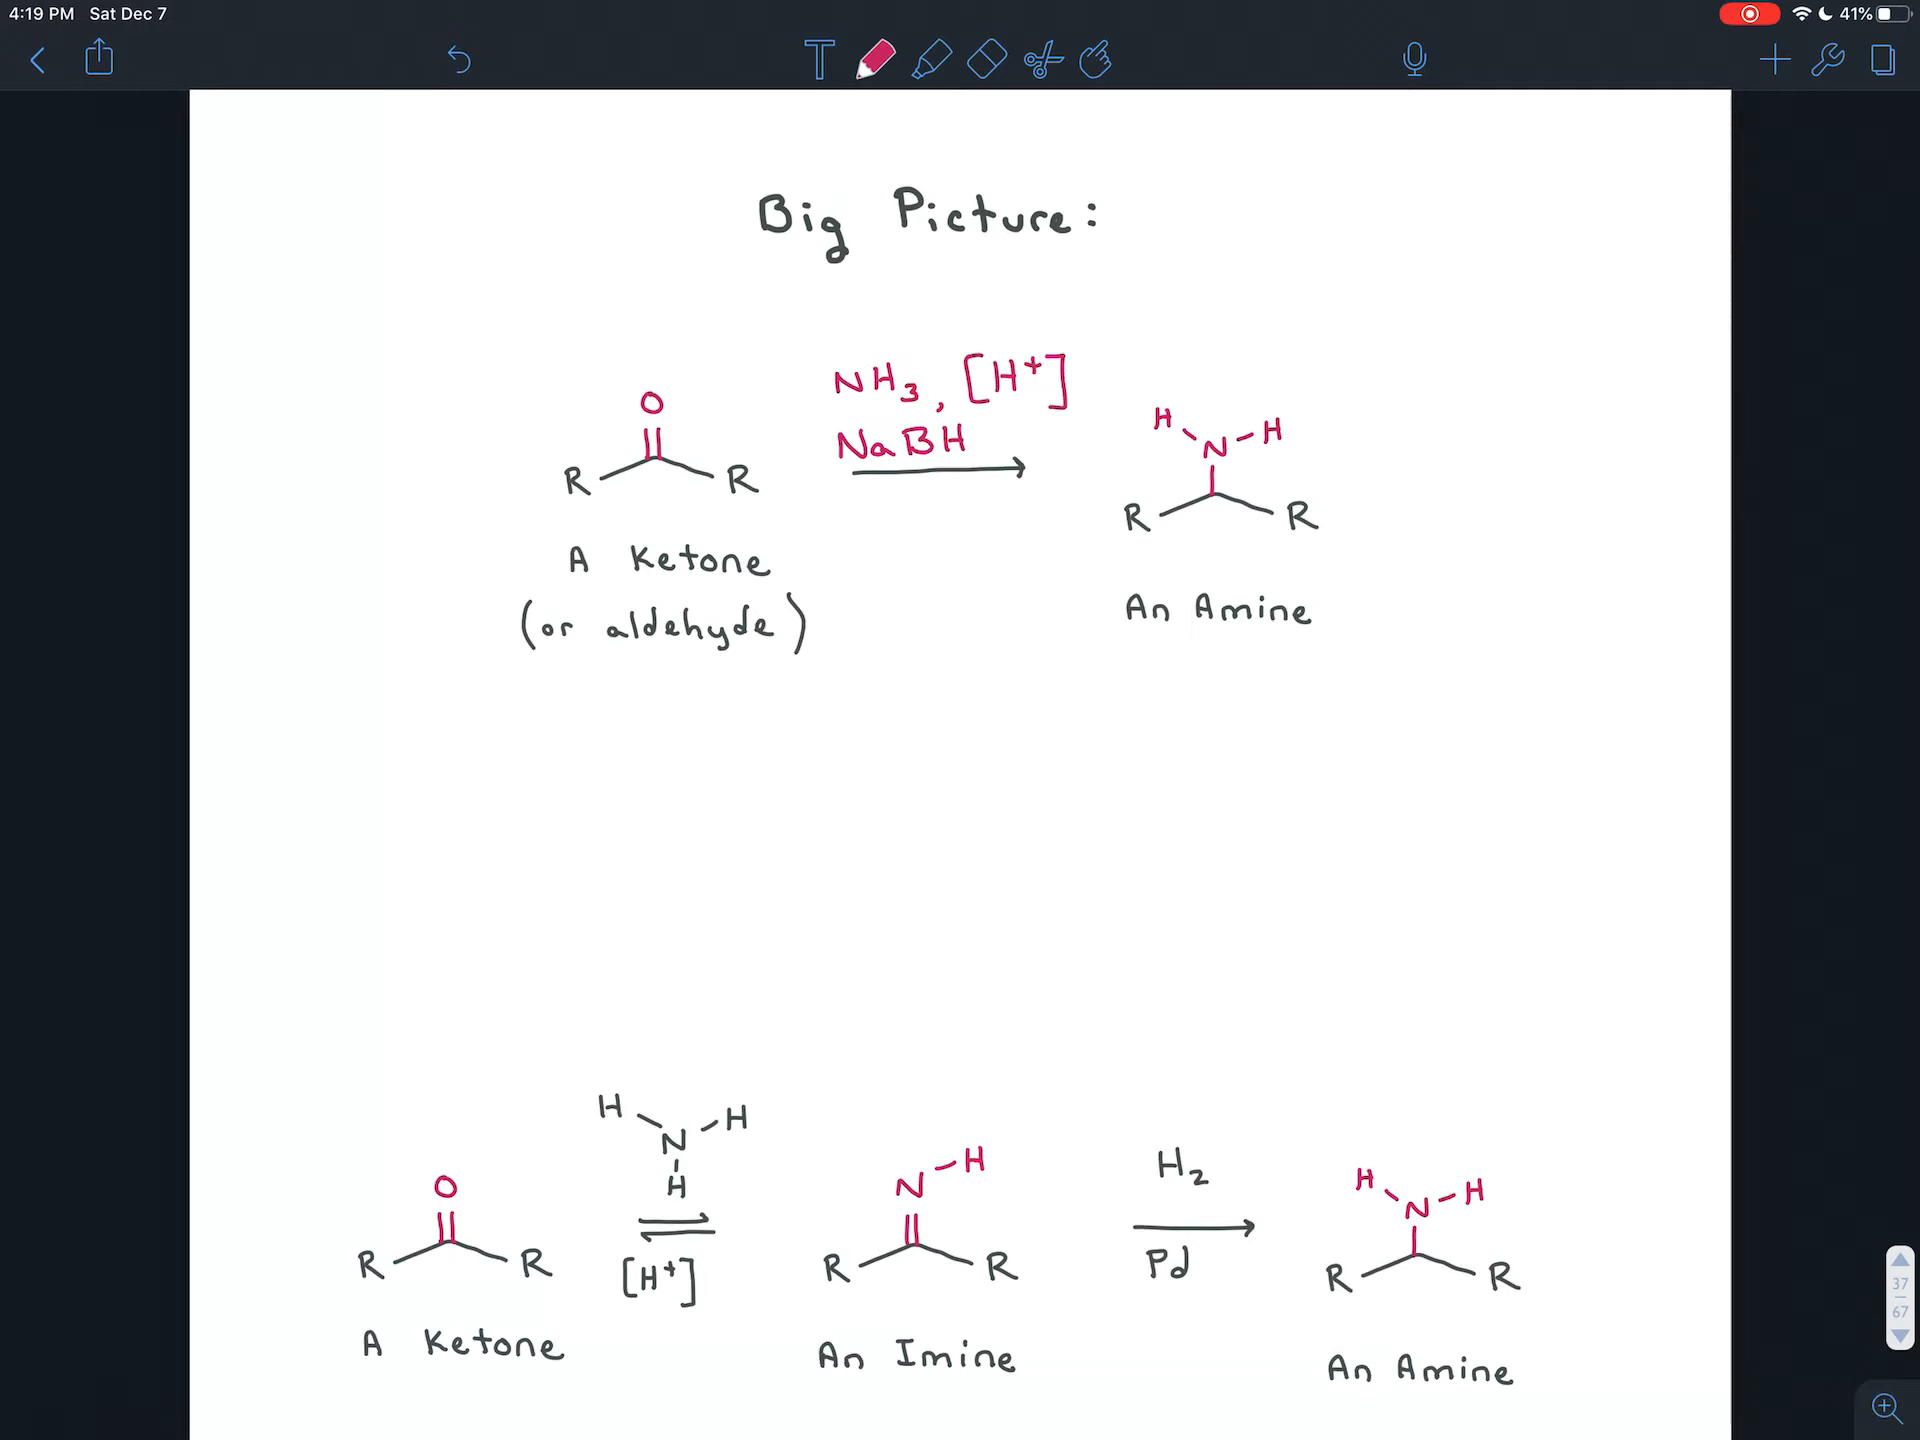 4:19 PM Sat Dec 7
41%
T
Big Picture:
NH3, [H+]
NaBH
O
R R
H H
N
R R
A Ketone
(or aldehyde)
An Amine
H H
N
H
O
R R
[H+]
N H
R R
H2
Pd
H H
N
R R
A Ketone
An Imine
An Amine
37
67